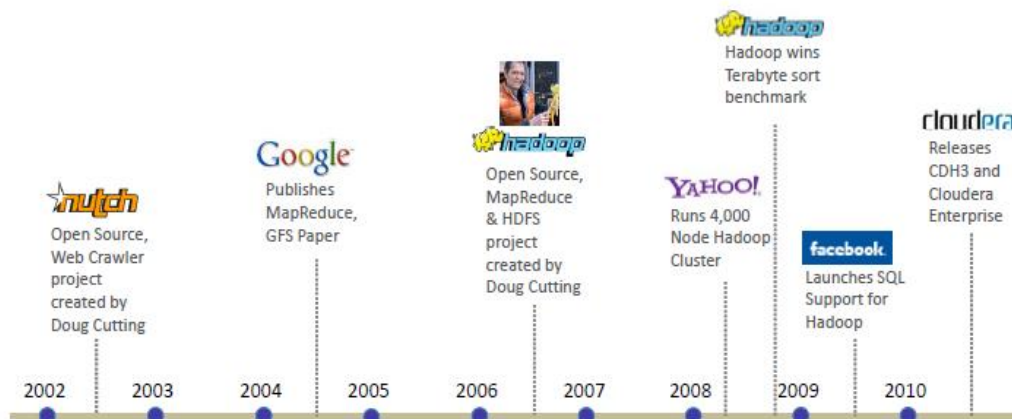 nutch
Open Source,
Web Crawler
project
created by
Doug Cutting
Google
Publishes
MapReduce,
GFS Paper
hadoop
Open Source,
MapReduce
& HDFS
project
created by
Doug Cutting
YAHOO!
Runs 4,000
Node Hadoop
Cluster
hadoop
Hadoop wins
Terabyte sort
benchmark
facebook
Launches SQL
Support for
Hadoop
cloudera
Releases
CDH3 and
Cloudera
Enterprise
2002 2003 2004 2005 2006 2007 2008 2009 2010